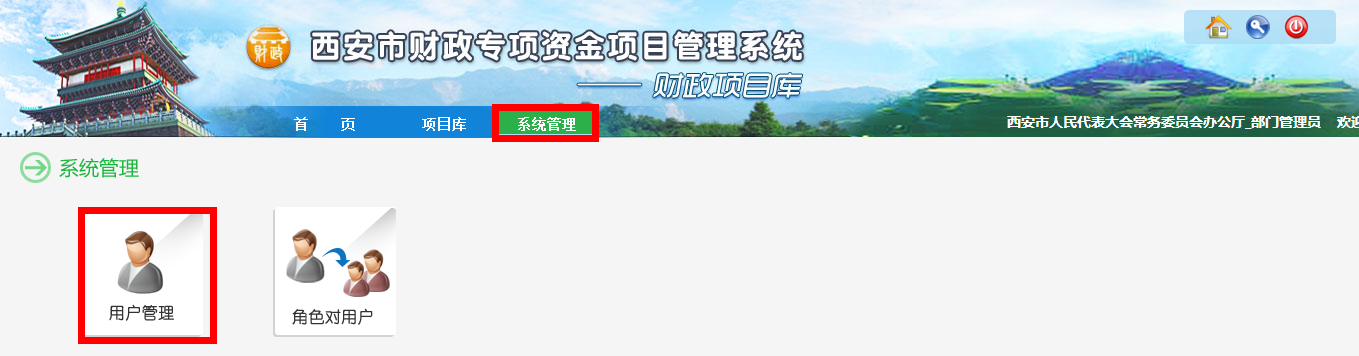 财政
西安市财政专项资金项目管理系统
——财政项目库
首 页 项目库 系统管理
西安市人民代表大会常务委员会办公厅_部门管理员 欢迎
系统管理
用户管理 角色对用户